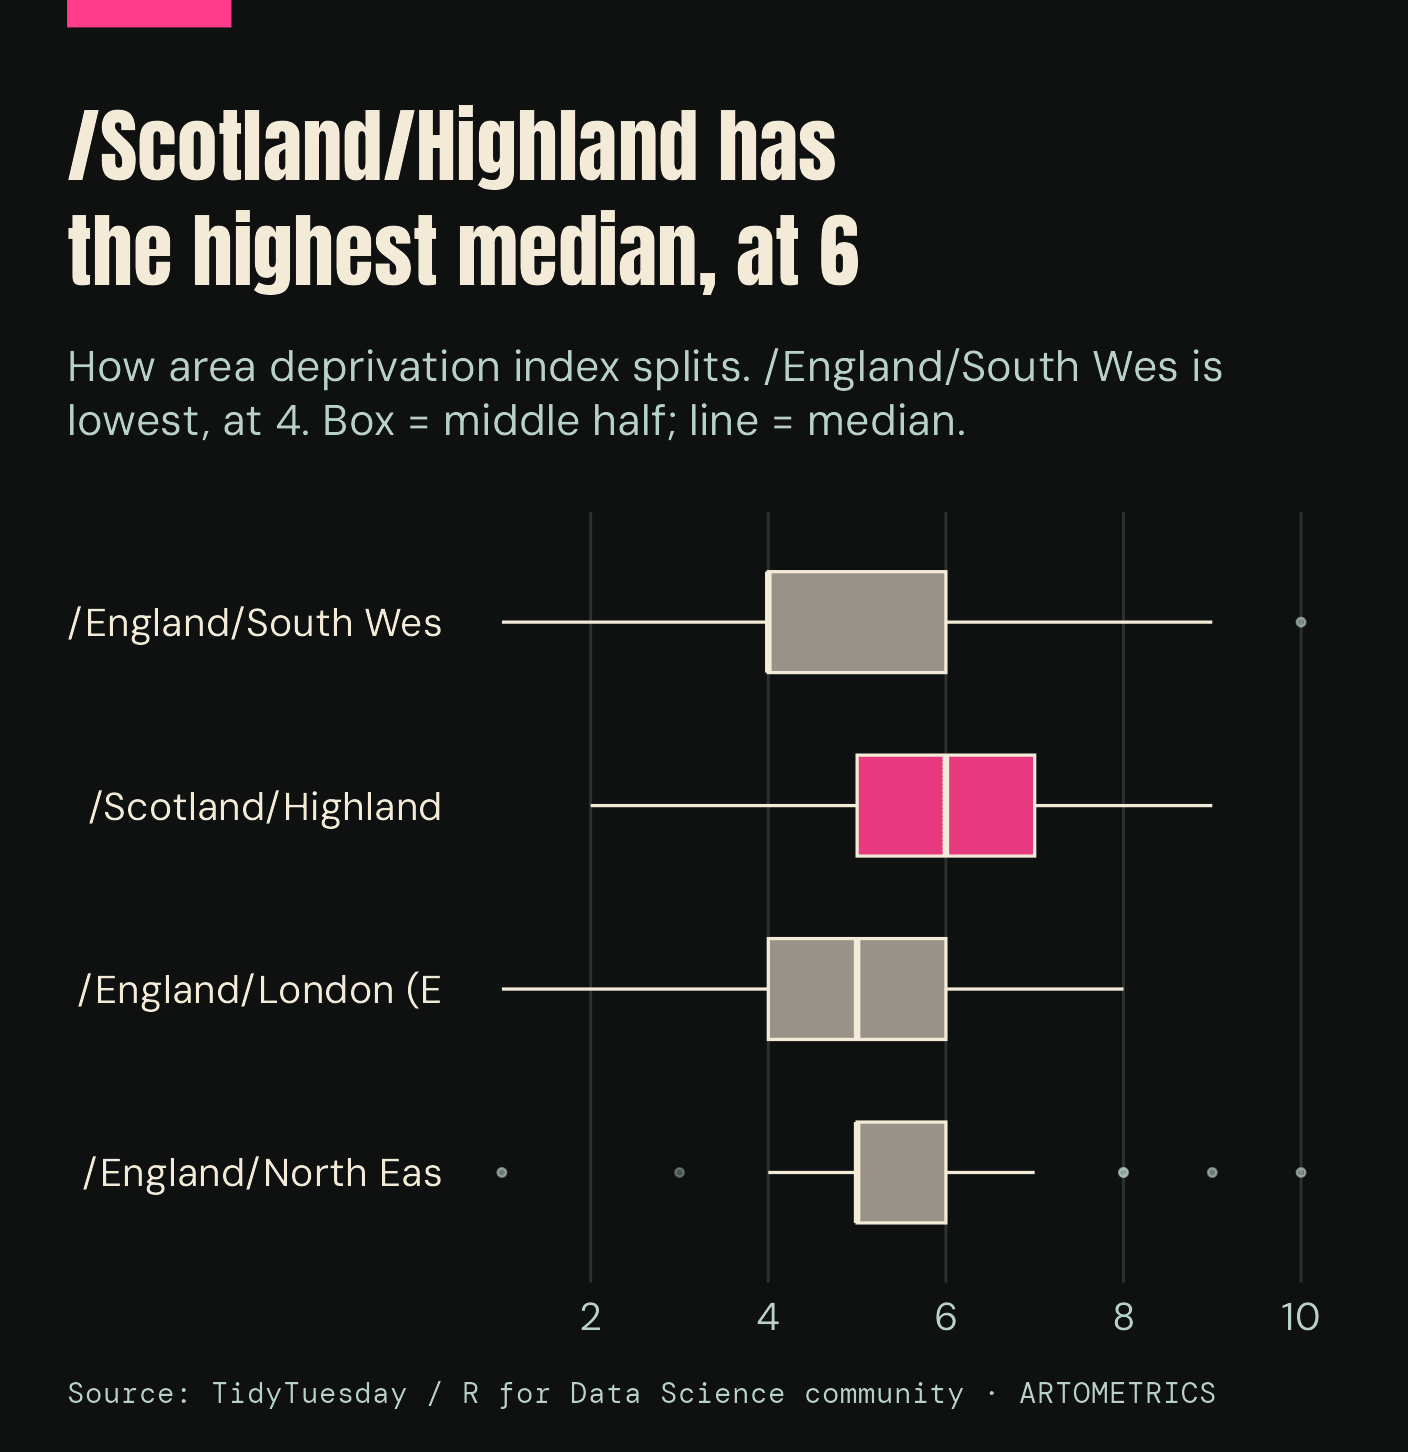 /Scotland/Highland has
the highest median, at 6
How area deprivation index splits. /England/South Wes is
lowest, at 4. Box = middle half; line = median.
/England/South Wes
/Scotland/Highland
/England/London (E
/England/North Eas
2 4 6 8 10
Source: TidyTuesday / R for Data Science community · ARTOMETRICS